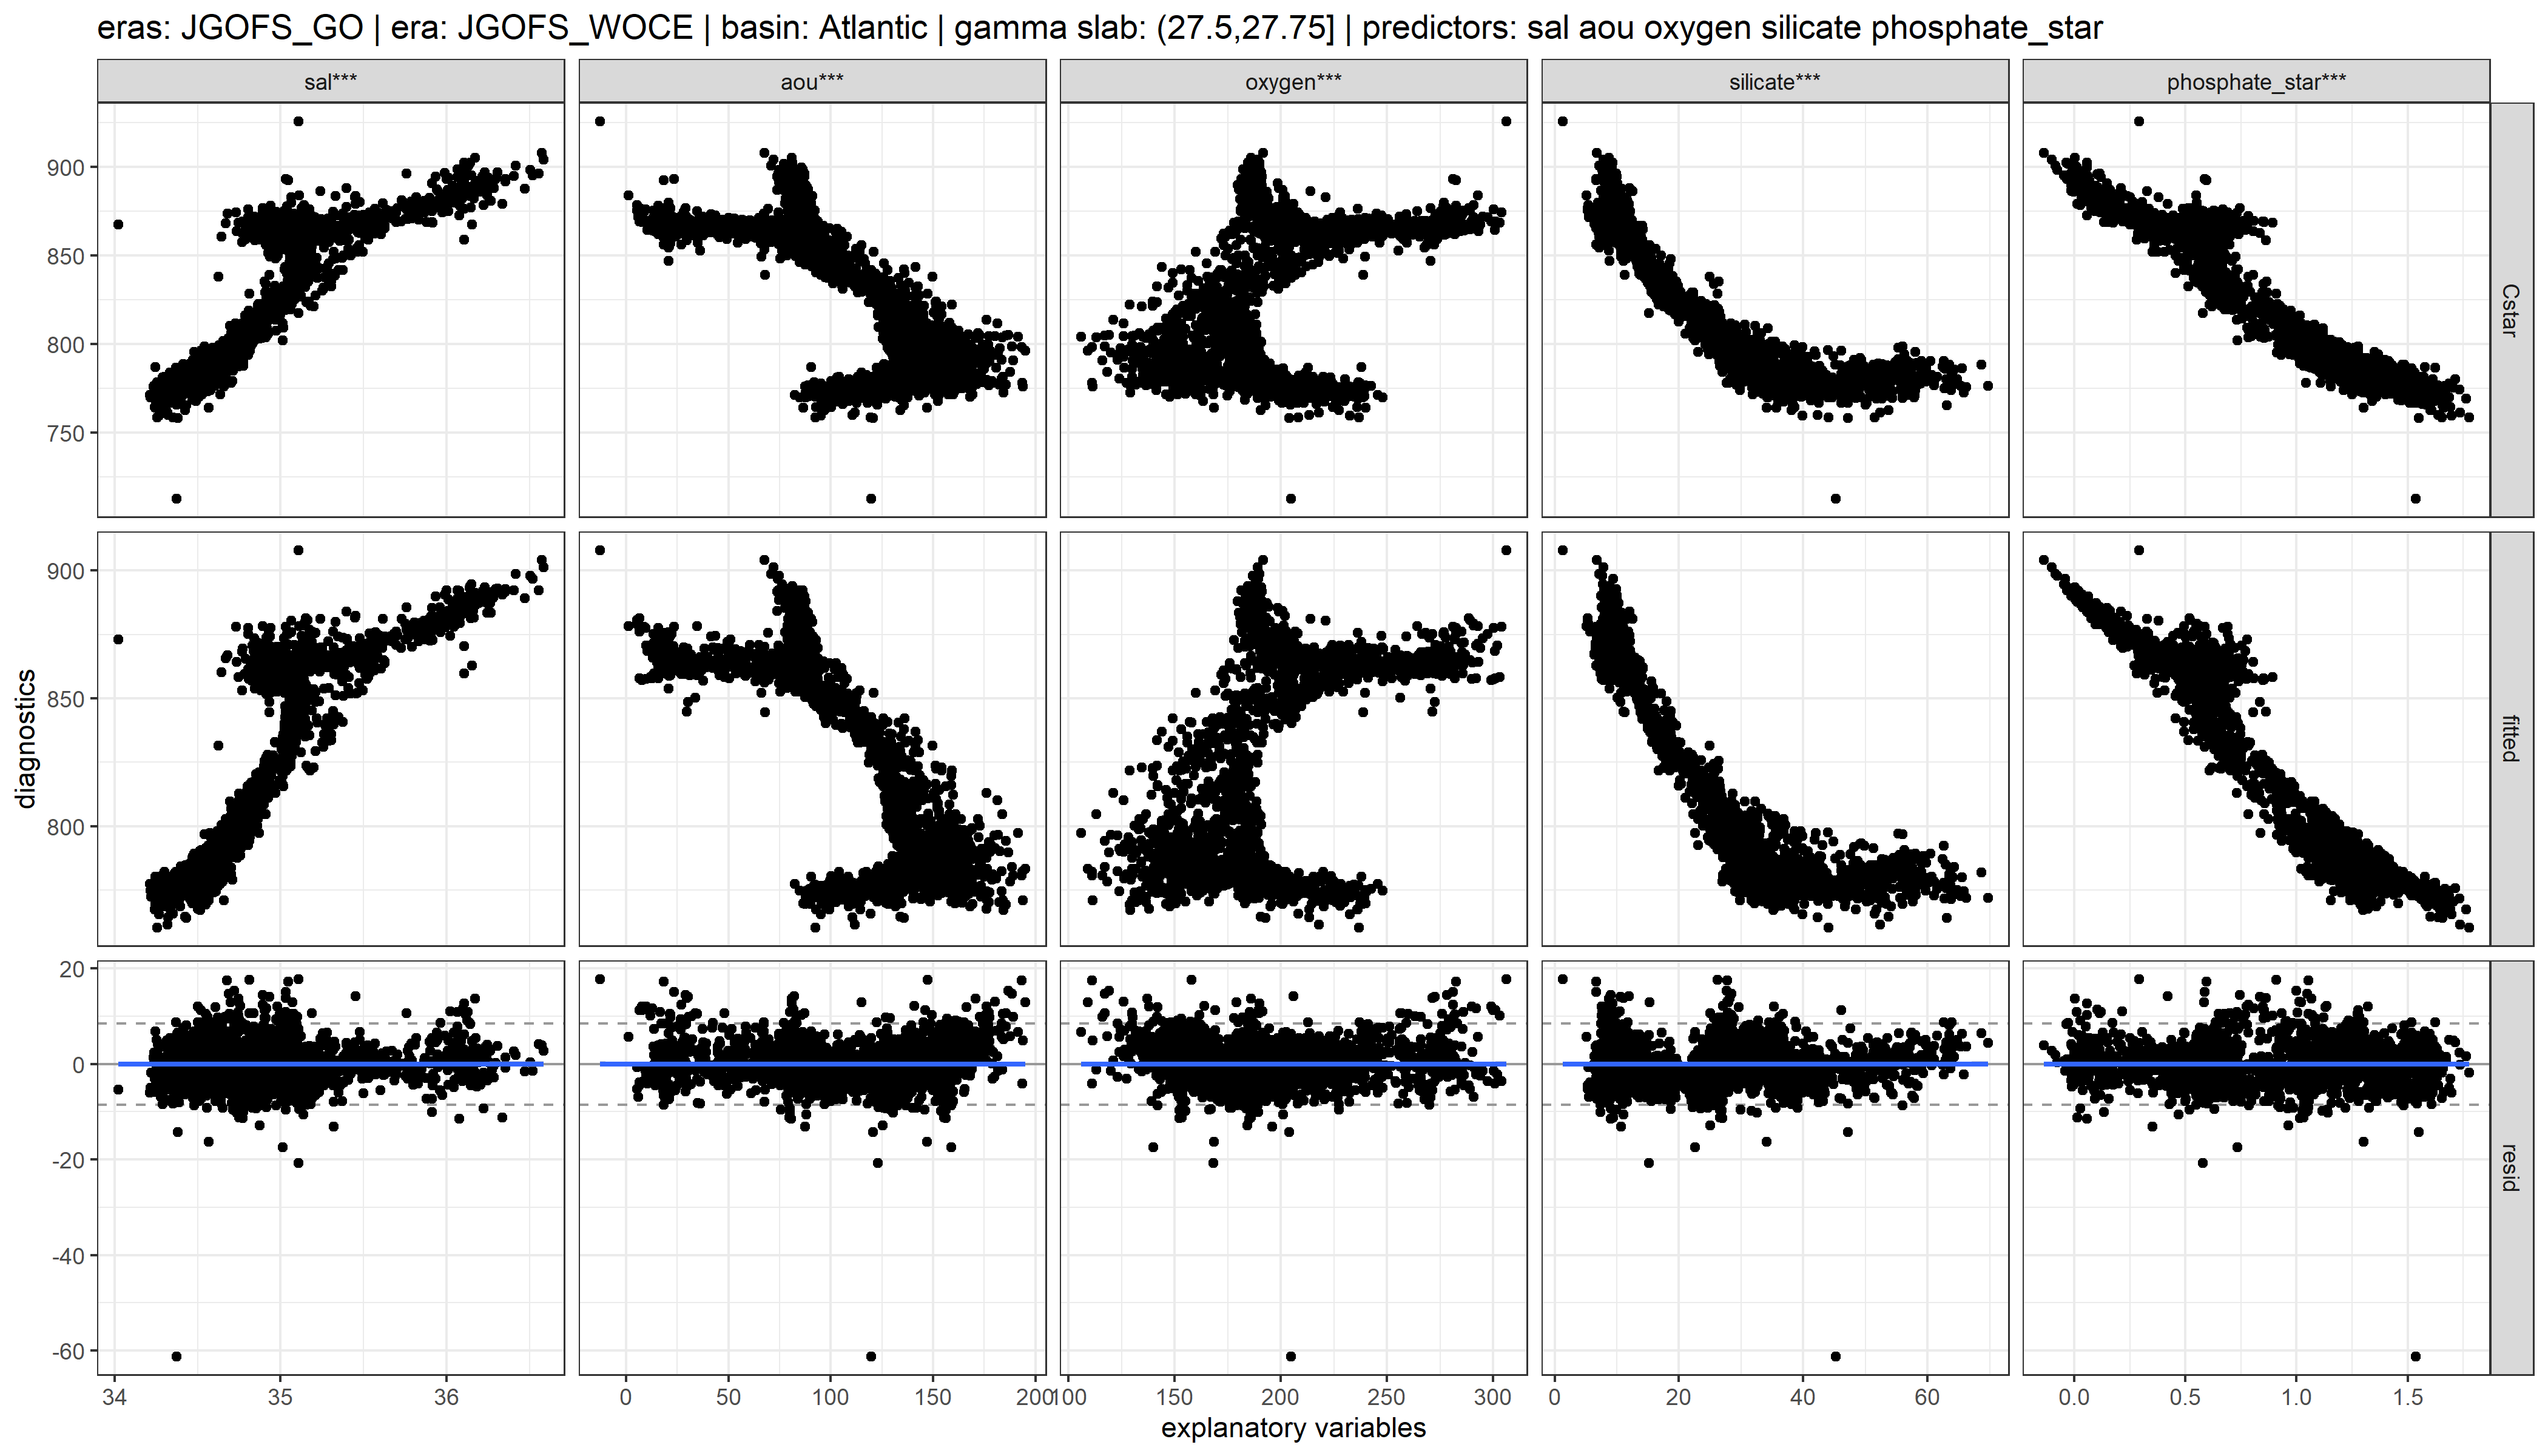 eras: JGOFS_GO | era: JGOFS_WOCE | basin: Atlantic | gamma slab: (27.5,27.75] | predictors: sal aou oxygen silicate phosphate_star
sal***
aou***
oxygen***
silicate***
phosphate_star***
900
850
800
750
Cstar
900
850
800
fitted
diagnostics
20
0
-20
-40
-60
resid
34 35 36
0 50 100 150 200
100 150 200 250 300
0 20 40 60
0.0 0.5 1.0 1.5
explanatory variables